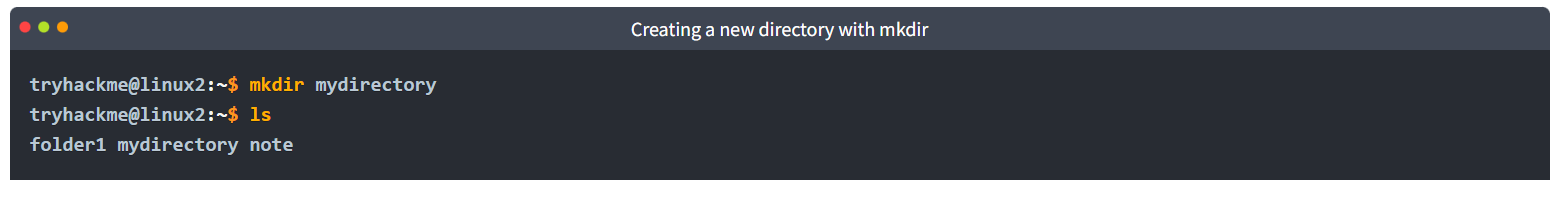 Creating a new directory with mkdir
tryhackme@linux2:~$ mkdir mydirectory
tryhackme@linux2:~$ ls
folder1 mydirectory note